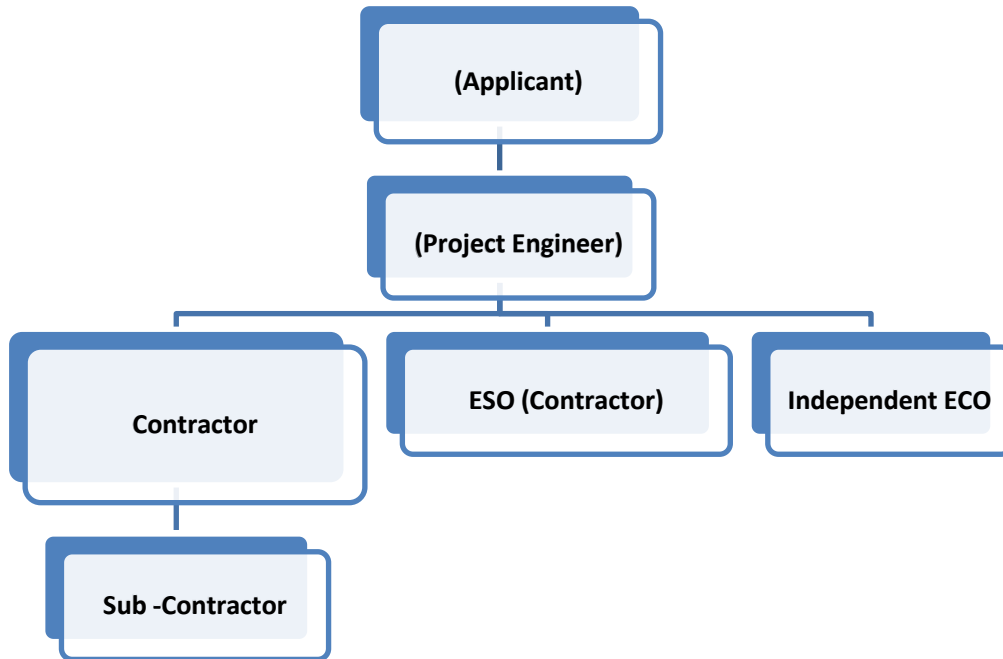 (Applicant)
(Project Engineer)
Contractor
ESO (Contractor)
Independent ECO
Sub -Contractor